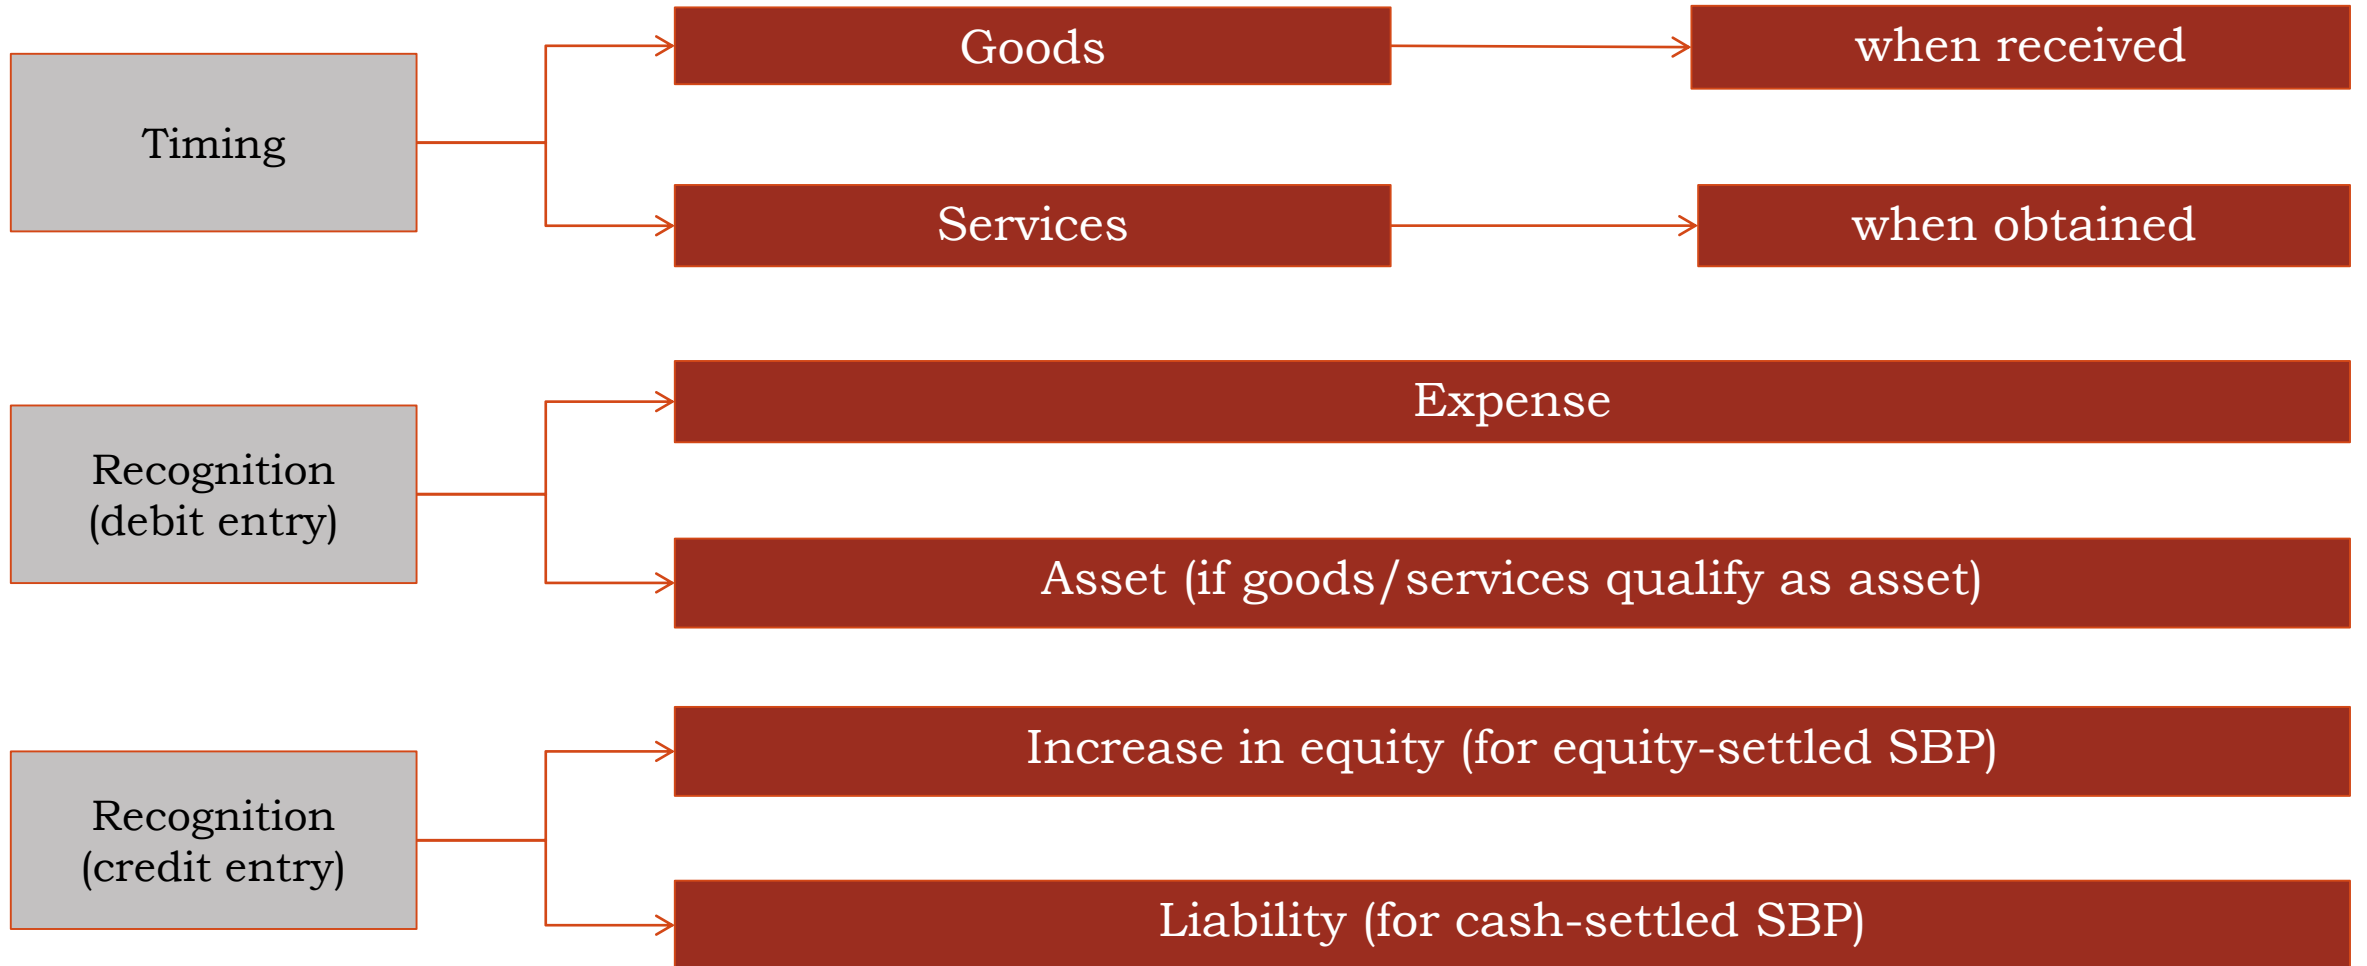 Timing
Goods
when received
Services
when obtained
Recognition
(debit entry)
Expense
Asset (if goods/services qualify as asset)
Recognition
(credit entry)
Increase in equity (for equity-settled SBP)
Liability (for cash-settled SBP)